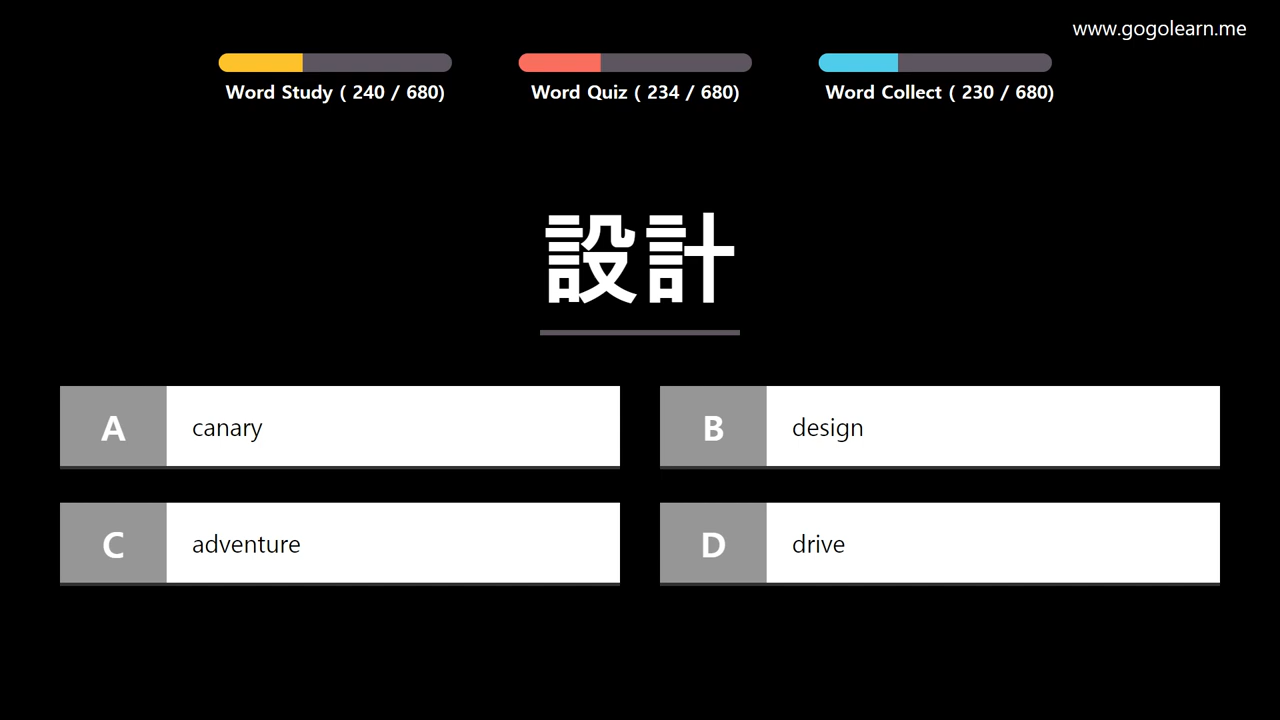 www.gogolearn.me
Word Study ( 240 / 680)
Word Quiz ( 234 / 680)
Word Collect ( 230 / 680)
設計
A canary
B design
C adventure
D drive